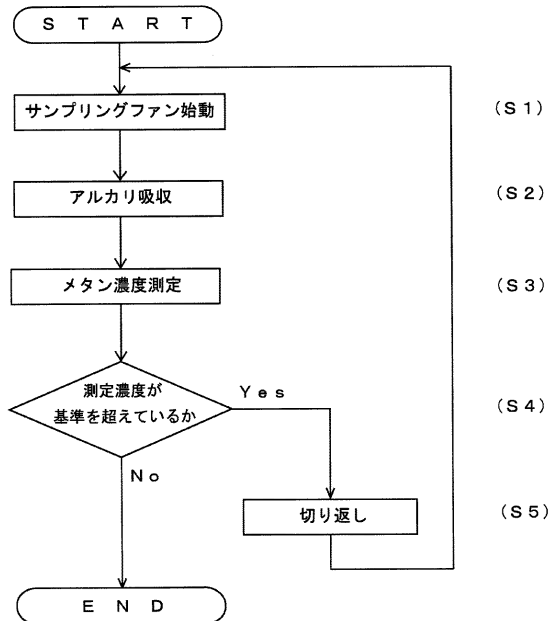 START
サンプリングファン始動
(S1)
アルカリ吸収
(S2)
メタン濃度測定
(S3)
測定濃度が
基準を超えているか
Yes
(S4)
No
切り返し
(S5)
END